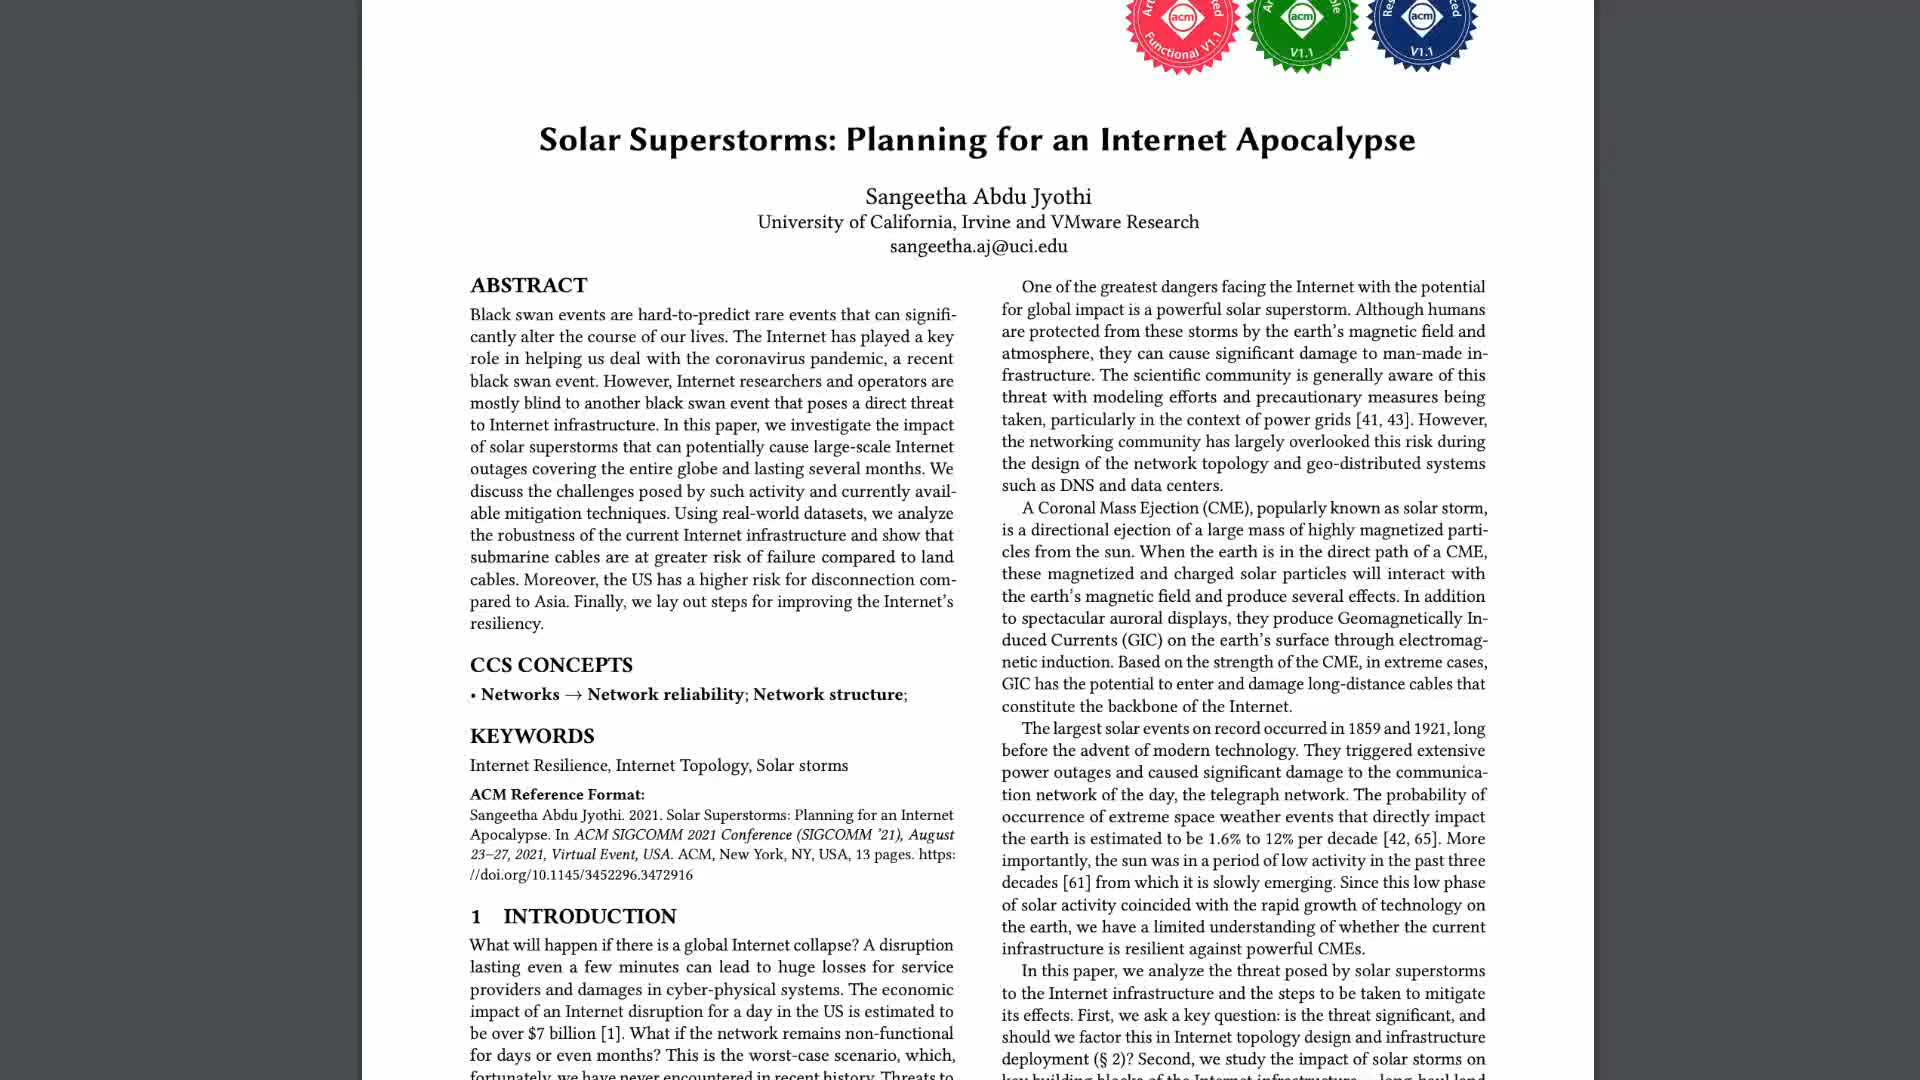 acm
Functional V1.1
acm
V1.1
acm
V1.1
Solar Superstorms: Planning for an Internet Apocalypse
Sangeetha Abdu Jyothi
University of California, Irvine and VMware Research
sangeetha.aj@uci.edu
ABSTRACT
Black swan events are hard-to-predict rare events that can signifi-
cantly alter the course of our lives. The Internet has played a key
role in helping us deal with the coronavirus pandemic, a recent
black swan event. However, Internet researchers and operators are
mostly blind to another black swan event that poses a direct threat
to Internet infrastructure. In this paper, we investigate the impact
of solar superstorms that can potentially cause large-scale Internet
outages covering the entire globe and lasting several months. We
discuss the challenges posed by such activity and currently avail-
able mitigation techniques. Using real-world datasets, we analyze
the robustness of the current Internet infrastructure and show that
submarine cables are at greater risk of failure compared to land
cables. Moreover, the US has a higher risk for disconnection com-
pared to Asia. Finally, we lay out steps for improving the Internet's
resiliency.
CCS CONCEPTS
• Networks → Network reliability; Network structure;
KEYWORDS
Internet Resilience, Internet Topology, Solar storms
ACM Reference Format:
Sangeetha Abdu Jyothi. 2021. Solar Superstorms: Planning for an Internet
Apocalypse. In ACM SIGCOMM 2021 Conference (SIGCOMM '21), August
23–27, 2021, Virtual Event, USA. ACM, New York, NY, USA, 13 pages. https:
//doi.org/10.1145/3452296.3472916
1 INTRODUCTION
What will happen if there is a global Internet collapse? A disruption
lasting even a few minutes can lead to huge losses for service
providers and damages in cyber-physical systems. The economic
impact of an Internet disruption for a day in the US is estimated to
be over $7 billion [1]. What if the network remains non-functional
for days or even months? This is the worst-case scenario, which,
fortunately, we have never encountered in recent history. Threats to
One of the greatest dangers facing the Internet with the potential
for global impact is a powerful solar superstorm. Although humans
are protected from these storms by the earth's magnetic field and
atmosphere, they can cause significant damage to man-made in-
frastructure. The scientific community is generally aware of this
threat with modeling efforts and precautionary measures being
taken, particularly in the context of power grids [41, 43]. However,
the networking community has largely overlooked this risk during
the design of the network topology and geo-distributed systems
such as DNS and data centers.
A Coronal Mass Ejection (CME), popularly known as solar storm,
is a directional ejection of a large mass of highly magnetized parti-
cles from the sun. When the earth is in the direct path of a CME,
these magnetized and charged solar particles will interact with
the earth's magnetic field and produce several effects. In addition
to spectacular auroral displays, they produce Geomagnetically In-
duced Currents (GIC) on the earth's surface through electromag-
netic induction. Based on the strength of the CME, in extreme cases,
GIC has the potential to enter and damage long-distance cables that
constitute the backbone of the Internet.
The largest solar events on record occurred in 1859 and 1921, long
before the advent of modern technology. They triggered extensive
power outages and caused significant damage to the communica-
tion network of the day, the telegraph network. The probability of
occurrence of extreme space weather events that directly impact
the earth is estimated to be 1.6% to 12% per decade [42, 65]. More
importantly, the sun was in a period of low activity in the past three
decades [61] from which it is slowly emerging. Since this low phase
of solar activity coincided with the rapid growth of technology on
the earth, we have a limited understanding of whether the current
infrastructure is resilient against powerful CMEs.
In this paper, we analyze the threat posed by solar superstorms
to the Internet infrastructure and the steps to be taken to mitigate
its effects. First, we ask a key question: is the threat significant, and
should we factor this in Internet topology design and infrastructure
deployment (§ 2)? Second, we study the impact of solar storms on
key building blocks of the Internet infrastructure — long-haul land